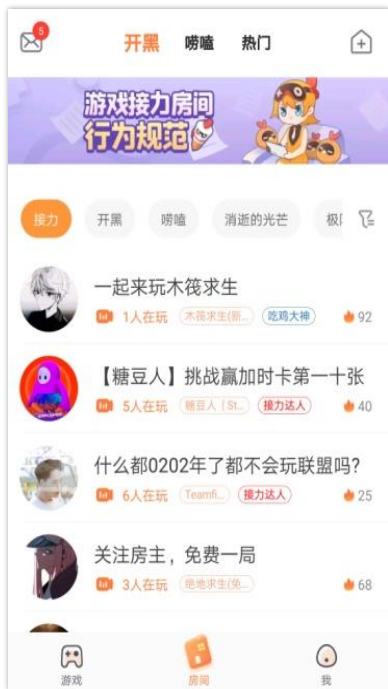 5
开黑 唠嗑 热门
游戏接力房间
行为规范
接力 开黑 唠嗑 消逝的光芒
一起来玩木筏求生
1人在玩 木筏求生(新... 吃鸡大神 92
【糖豆人】挑战赢加时卡第一十张
5人在玩 糖豆人 | St... 接力达人 40
什么都0202年了都不会玩联盟吗?
6人在玩 Teamfi... 接力达人 25
关注房主，免费一局
3人在玩 绝地求生(免... 68
游戏 房间 我